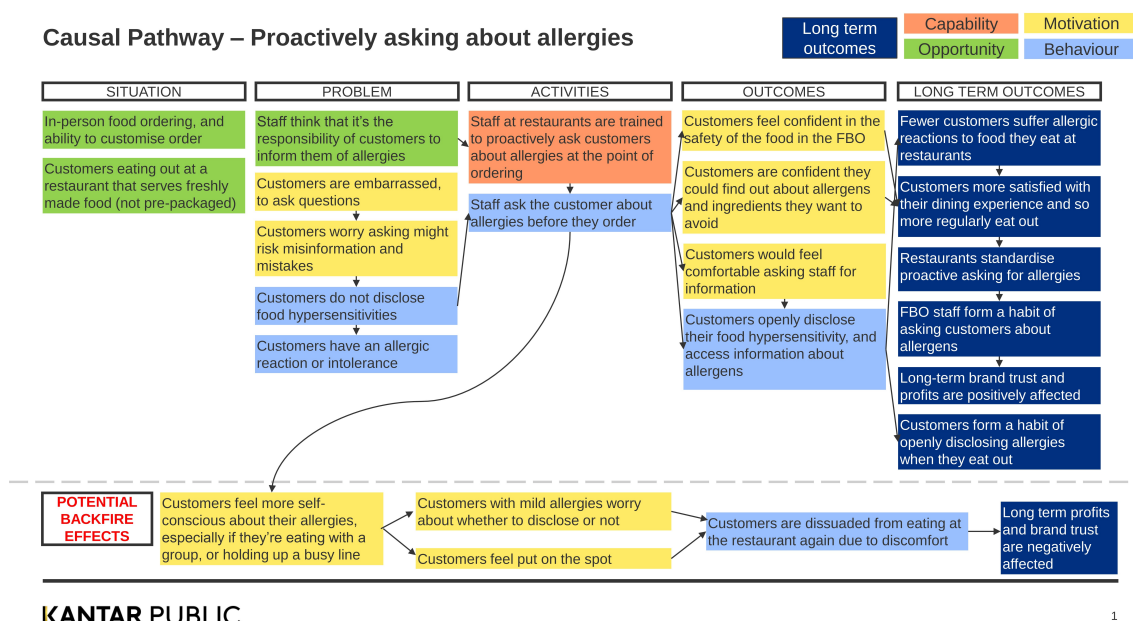 Causal Pathway – Proactively asking about allergies
Long term
outcomes
Capability
Motivation
Opportunity
Behaviour
SITUATION
In-person food ordering, and
ability to customise order
Customers eating out at a
restaurant that serves freshly
made food (not pre-packaged)
PROBLEM
Staff think that it's the
responsibility of customers to
inform them of allergies
Customers are embarrassed,
to ask questions
Customers worry asking might
risk misinformation and
mistakes
Customers do not disclose
food hypersensitivities
Customers have an allergic
reaction or intolerance
ACTIVITIES
Staff at restaurants are trained
to proactively ask customers
about allergies at the point of
ordering
Staff ask the customer about
allergies before they order
OUTCOMES
Customers feel confident in the
safety of the food in the FBO
Customers are confident they
could find out about allergens
and ingredients they want to
avoid
Customers would feel
comfortable asking staff for
information
Customers openly disclose
their food hypersensitivity, and
access information about
allergens
LONG TERM OUTCOMES
Fewer customers suffer allergic
reactions to food they eat at
restaurants
Customers more satisfied with
their dining experience and so
more regularly eat out
Restaurants standardise
proactive asking for allergies
FBO staff form a habit of
asking customers about
allergens
Long-term brand trust and
profits are positively affected
Customers form a habit of
openly disclosing allergies
when they eat out
POTENTIAL
BACKFIRE
EFFECTS
Customers feel more self-
conscious about their allergies,
especially if they're eating with a
group, or holding up a busy line
Customers with mild allergies worry
about whether to disclose or not
Customers feel put on the spot
Customers are dissuaded from eating at
the restaurant again due to discomfort
Long term profits
and brand trust
are negatively
affected
KANTAR PUBLIC
1